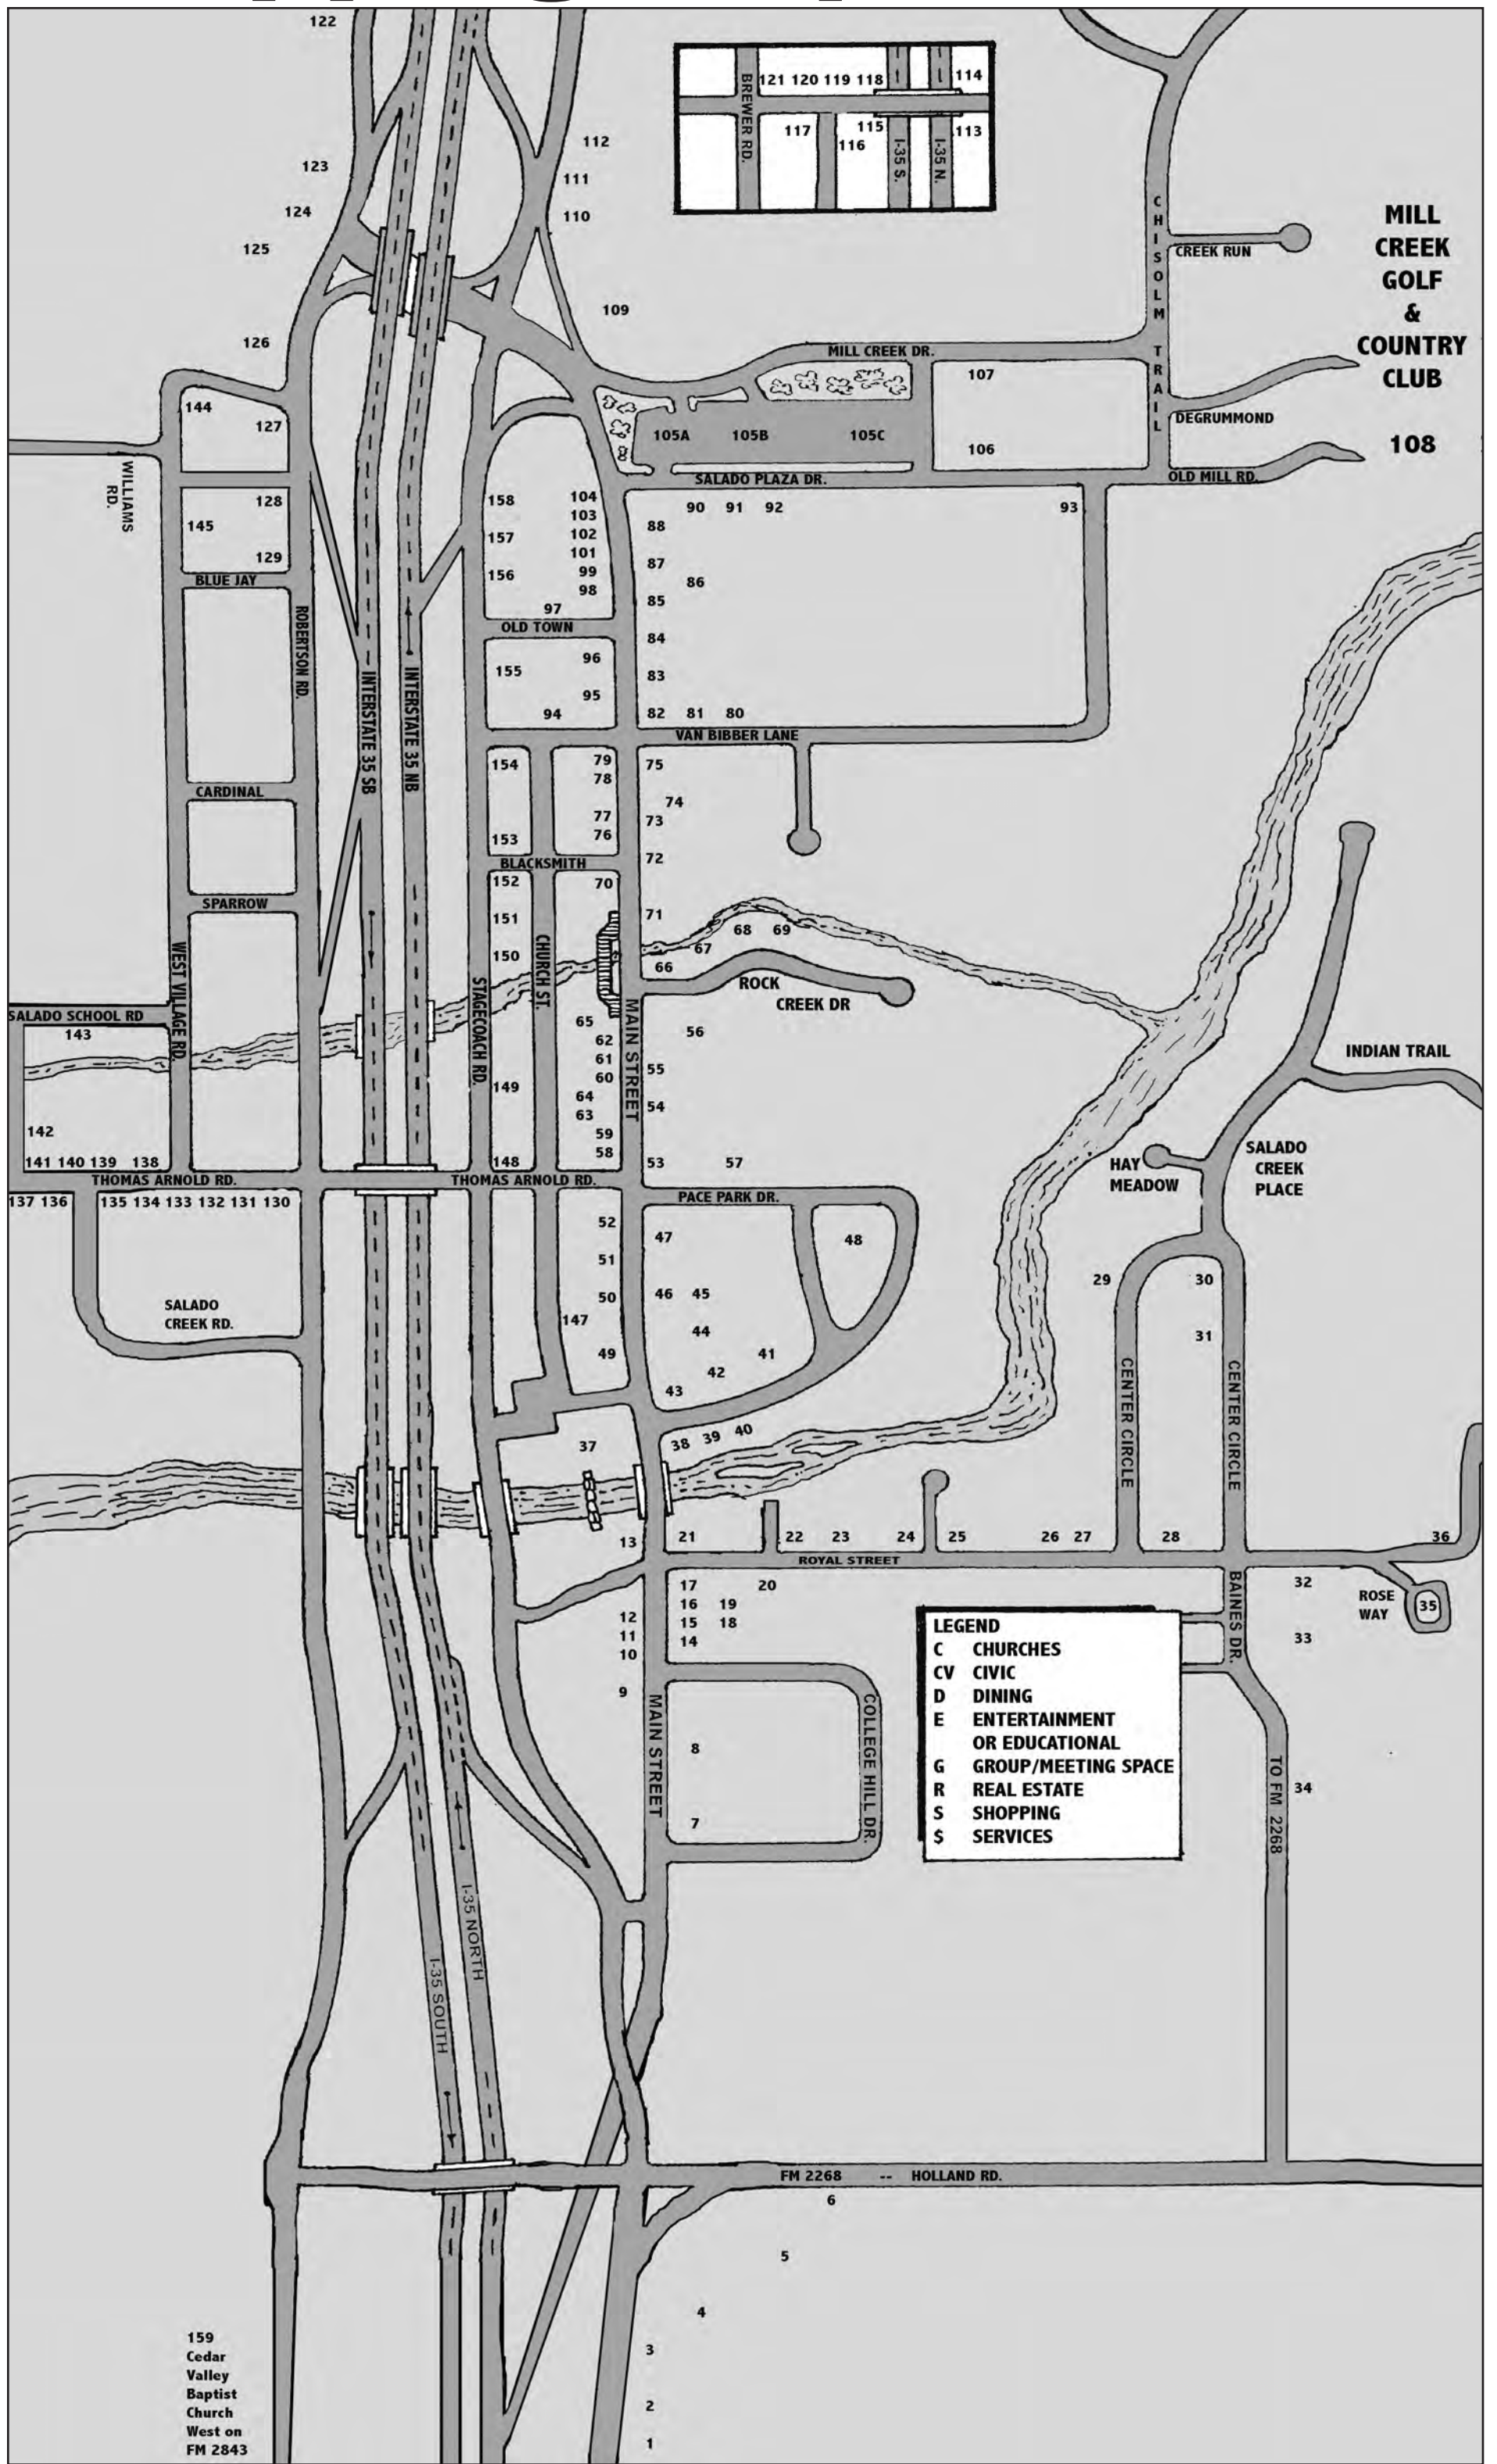 122
BREWER RD.
121 120 119 118
114
117
115
116
113
I-35 S.
I-35 N.
112
123
111
124
110
125
CHISOLM TRAIL
CREEK RUN
MILL
CREEK
GOLF
&
COUNTRY
CLUB
108
109
126
MILL CREEK DR.
107
144
127
DEGRUMMOND
105A
105B
105C
106
WILLIAMS
RD.
SALADO PLAZA DR.
OLD MILL RD.
128
158
104
90 91 92
93
103
145
88
157
102
101
129
87
156
99
BLUE JAY
86
98
85
97
ROBERTSON RD.
OLD TOWN
84
96
155
83
95
94
82 81 80
INTERSTATE 35 SB
INTERSTATE 35 NB
VAN BIBBER LANE
154
79
75
78
CARDINAL
74
77
73
153
76
BLACKSMITH
72
152
70
SPARROW
151
71
68 69
WEST VILLAGE RD.
CHURCH ST.
150
67
66
STAGECOACH RD.
ROCK
CREEK DR
MAIN STREET
SALADO SCHOOL RD
143
65
56
62
61
INDIAN TRAIL
60
55
149
64
54
63
142
59
58
141 140 139 138
148
53
57
HAY
MEADOW
SALADO
CREEK
PLACE
THOMAS ARNOLD RD.
THOMAS ARNOLD RD.
PACE PARK DR.
137 136
135 134 133 132 131 130
52
47
48
51
29
30
50
46 45
SALADO
CREEK RD.
147
44
31
49
41
42
43
CENTER CIRCLE
CENTER CIRCLE
37
38 39 40
13
21
22 23 24
25
26 27
28
36
ROYAL STREET
17
20
32
16 19
ROSE
WAY
35
12
15 18
11
14
33
10
BAINES DR.
9
MAIN STREET
COLLEGE HILL DR.
8
7
LEGEND
C CHURCHES
CV CIVIC
D DINING
E ENTERTAINMENT
OR EDUCATIONAL
G GROUP/MEETING SPACE
R REAL ESTATE
S SHOPPING
$ SERVICES
TO FM 2268
34
I-35 NORTH
I-35 SOUTH
FM 2268 -- HOLLAND RD.
6
5
4
3
2
1
159
Cedar
Valley
Baptist
Church
West on
FM 2843